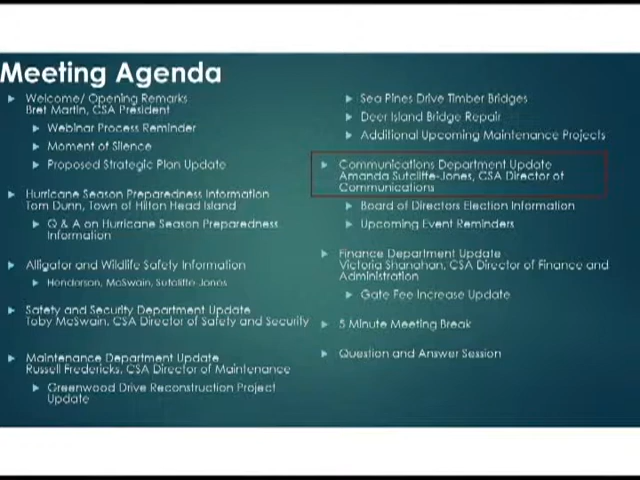 Meeting Agenda
Welcome/ Opening Remarks
Bret Martin, CSA President
Webinar Process Reminder
Moment of Silence
Proposed Strategic Plan Update
Hurricane Season Preparedness Information
Tom Dunn, Town of Hilton Head Island
Q & A on Hurricane Season Preparedness
Information
Alligator and Wildlife Safety Information
Henderson, McSwain, Sutcliffe Jones
Safety and Security Department Update
Toby McSwain, CSA Director of Safety and Security
Maintenance Department Update
Russell Fredericks, CSA Director of Maintenance
Greenwood Drive Reconstruction Project
Update
Sea Pines Drive Timber Bridges
Deer Island Bridge Repair
Additional Upcoming Maintenance Projects
Communications Department Update
Amanda Sutcliffe-Jones, CSA Director of
Communications
Board of Directors Election Information
Upcoming Event Reminders
Finance Department Update
Victoria Shanahan, CSA Director of Finance and
Administration
Gate Fee Increase Update
5 Minute Meeting Break
Question and Answer Session